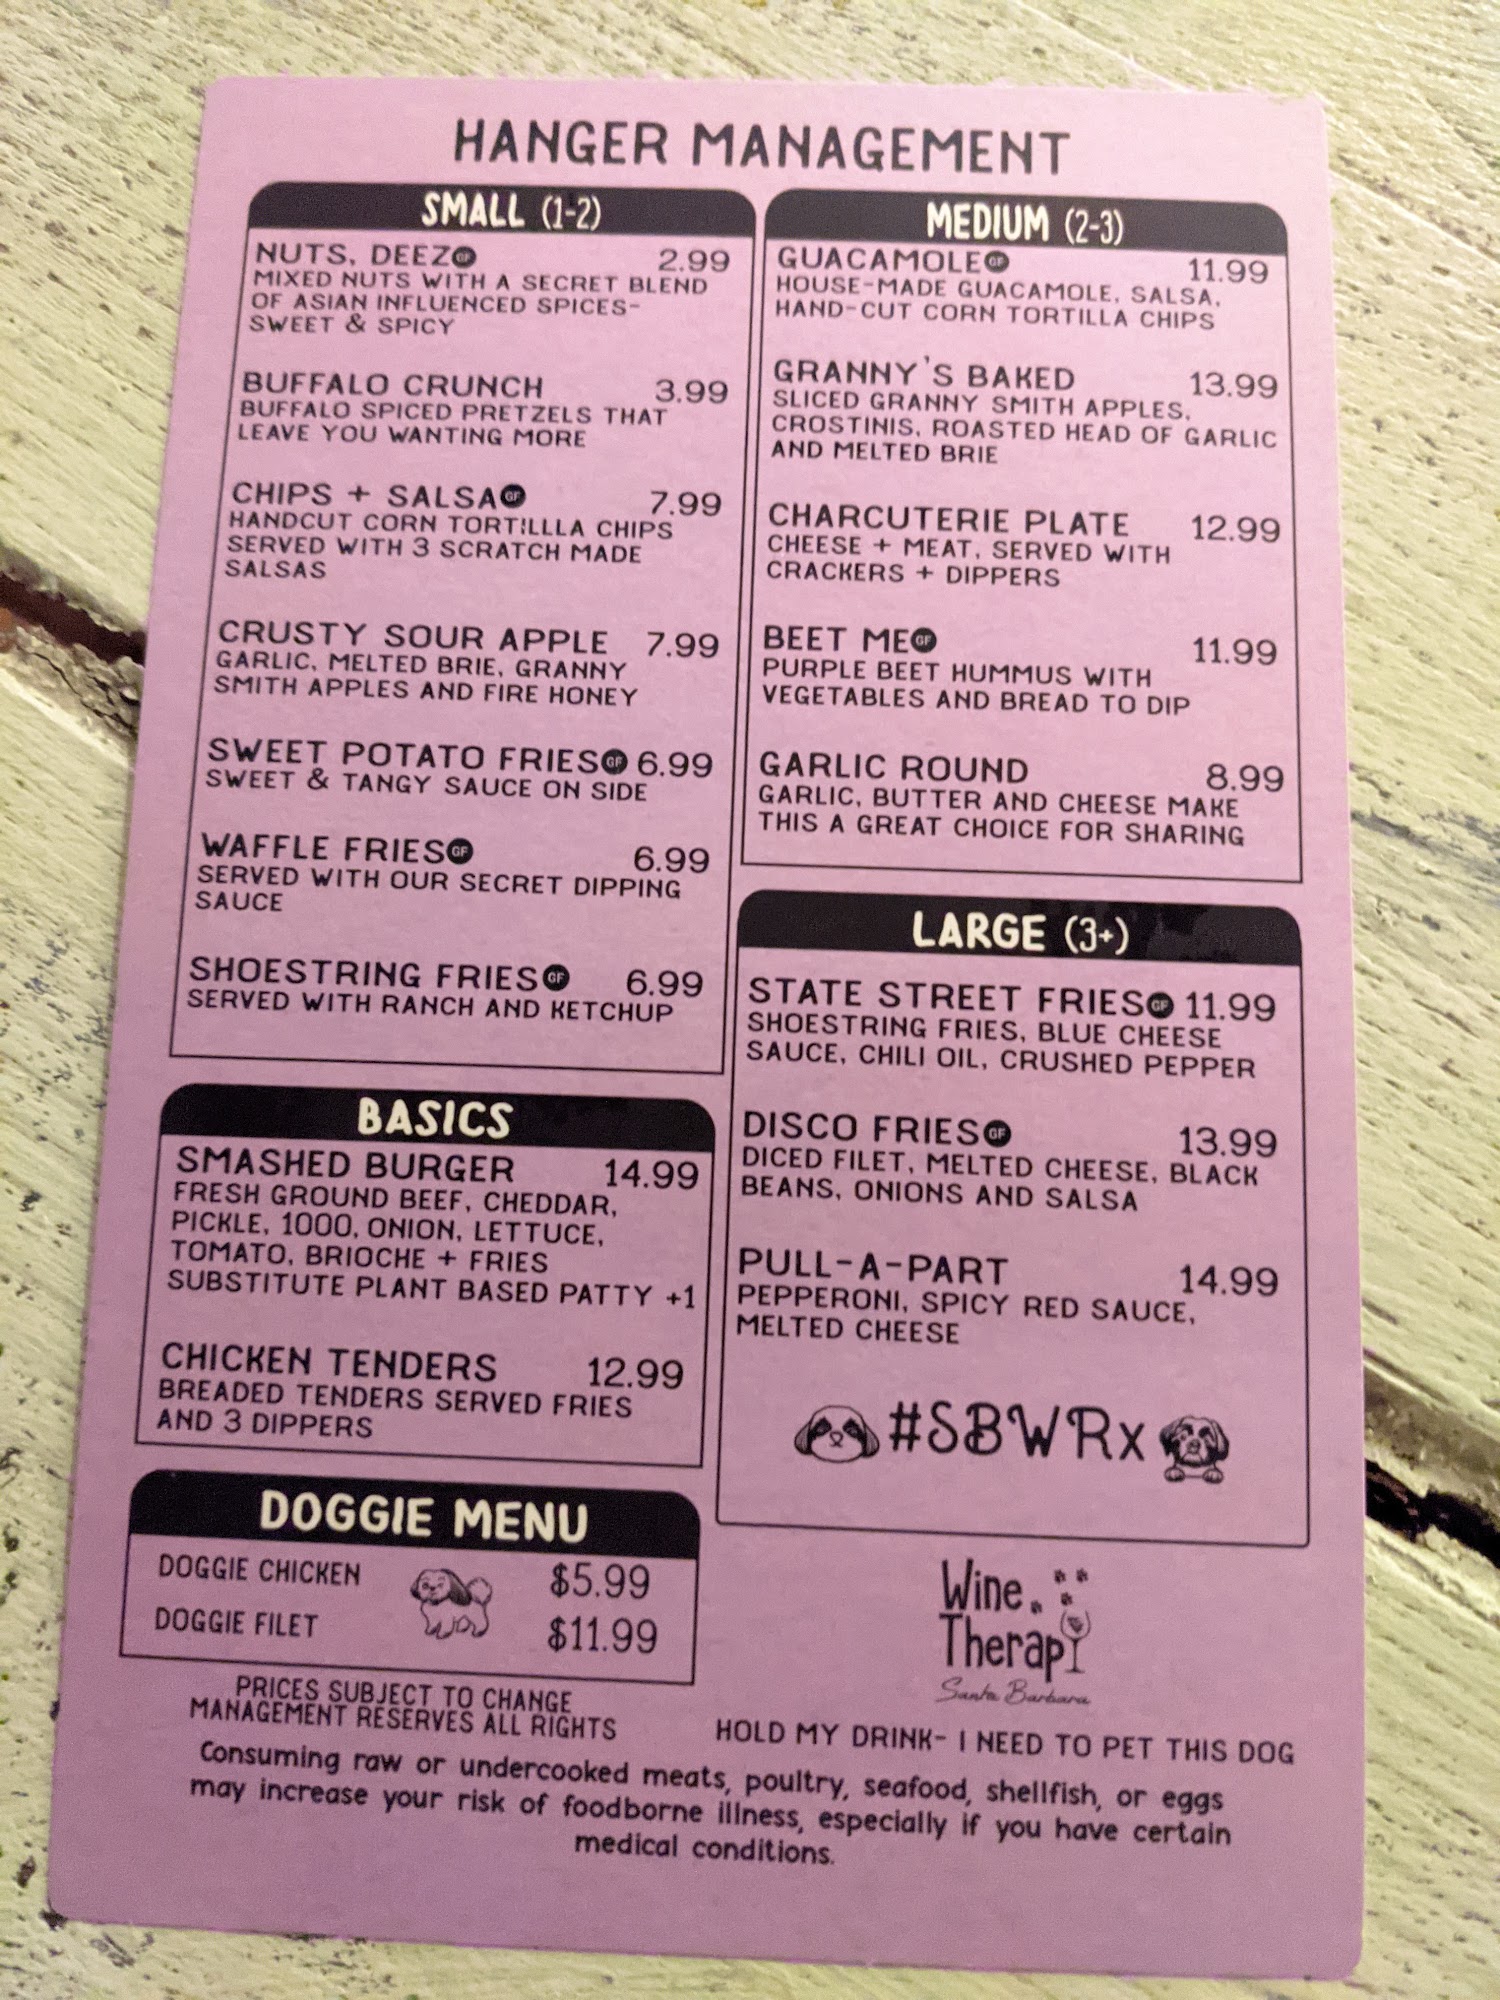 HANGER MANAGEMENT
SMALL (1-2)
NUTS, DEEZ GF 2.99
MIXED NUTS WITH A SECRET BLEND
OF ASIAN INFLUENCED SPICES-
SWEET & SPICY
BUFFALO CRUNCH 3.99
BUFFALO SPICED PRETZELS THAT
LEAVE YOU WANTING MORE
CHIPS + SALSA GF 7.99
HANDCUT CORN TORTILLLA CHIPS
SERVED WITH 3 SCRATCH MADE
SALSAS
CRUSTY SOUR APPLE 7.99
GARLIC, MELTED BRIE, GRANNY
SMITH APPLES AND FIRE HONEY
SWEET POTATO FRIES GF 6.99
SWEET & TANGY SAUCE ON SIDE
WAFFLE FRIES GF 6.99
SERVED WITH OUR SECRET DIPPING
SAUCE
SHOESTRING FRIES GF 6.99
SERVED WITH RANCH AND KETCHUP
BASICS
SMASHED BURGER 14.99
FRESH GROUND BEEF, CHEDDAR,
PICKLE, 1000, ONION, LETTUCE,
TOMATO, BRIOCHE + FRIES
SUBSTITUTE PLANT BASED PATTY +1
CHICKEN TENDERS 12.99
BREADED TENDERS SERVED FRIES
AND 3 DIPPERS
DOGGIE MENU
DOGGIE CHICKEN $5.99
DOGGIE FILET $11.99
PRICES SUBJECT TO CHANGE
MANAGEMENT RESERVES ALL RIGHTS
MEDIUM (2-3)
GUACAMOLE GF 11.99
HOUSE-MADE GUACAMOLE, SALSA,
HAND-CUT CORN TORTILLA CHIPS
GRANNY'S BAKED 13.99
SLICED GRANNY SMITH APPLES,
CROSTINIS, ROASTED HEAD OF GARLIC
AND MELTED BRIE
CHARCUTERIE PLATE 12.99
CHEESE + MEAT, SERVED WITH
CRACKERS + DIPPERS
BEET ME GF 11.99
PURPLE BEET HUMMUS WITH
VEGETABLES AND BREAD TO DIP
GARLIC ROUND 8.99
GARLIC, BUTTER AND CHEESE MAKE
THIS A GREAT CHOICE FOR SHARING
LARGE (3+)
STATE STREET FRIES GF 11.99
SHOESTRING FRIES, BLUE CHEESE
SAUCE, CHILI OIL, CRUSHED PEPPER
DISCO FRIES GF 13.99
DICED FILET, MELTED CHEESE, BLACK
BEANS, ONIONS AND SALSA
PULL-A-PART 14.99
PEPPERONI, SPICY RED SAUCE,
MELTED CHEESE
#SBWRx
Wine
Therapy
Santa Barbara
HOLD MY DRINK- I NEED TO PET THIS DOG
Consuming raw or undercooked meats, poultry, seafood, shellfish, or eggs
may increase your risk of foodborne illness, especially if you have certain
medical conditions.